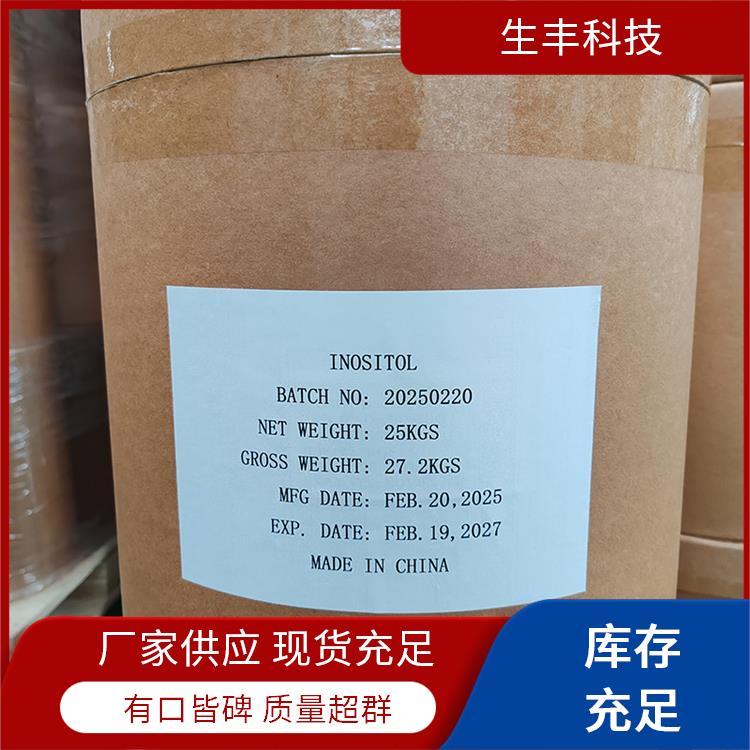 生丰科技
INOSITOL
BATCH NO: 20250220
NET WEIGHT: 25KGS
GROSS WEIGHT: 27.2KGS
MFG DATE: FEB.20,2025
EXP. DATE: FEB.19,2027
MADE IN CHINA
厂家供应 现货充足
有口皆碑 质量超群
库存
充足